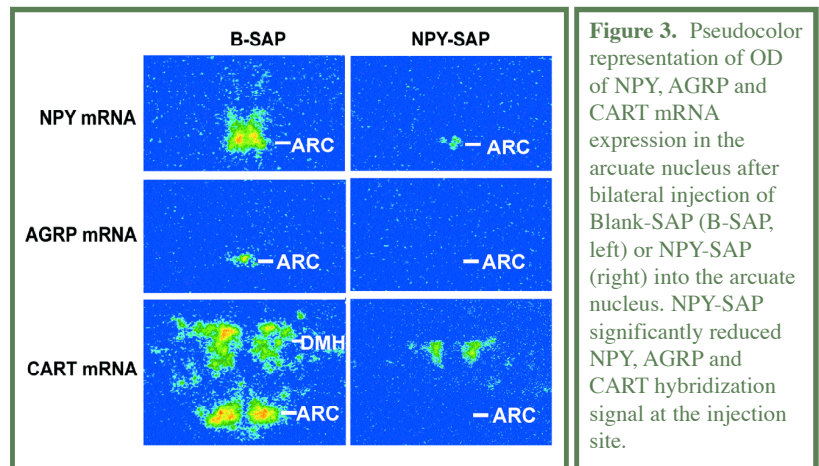 B-SAP NPY-SAP
NPY mRNA
ARC ARC
AGRP mRNA
ARC ARC
DMH
CART mRNA
ARC ARC
Figure 3. Pseudocolor
representation of OD
of NPY, AGRP and
CART mRNA
expression in the
arcuate nucleus after
bilateral injection of
Blank-SAP (B-SAP,
left) or NPY-SAP
(right) into the arcuate
nucleus. NPY-SAP
significantly reduced
NPY, AGRP and
CART hybridization
signal at the injection
site.